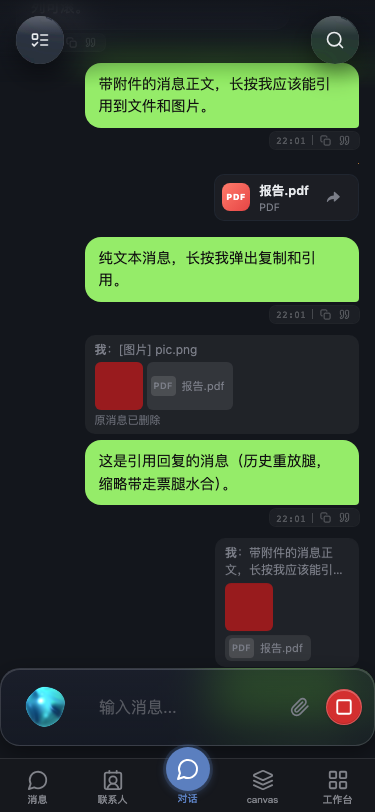 带附件的消息正文，长按我应该能引
用到文件和图片。
22:01
PDF 报告.pdf
PDF
纯文本消息，长按我弹出复制和引
用。
22:01
我：[图片] pic.png
PDF 报告.pdf
原消息已删除
这是引用回复的消息（历史重放腿，
缩略带走票腿水合）。
22:01
我：带附件的消息正
文，长按我应该能引...
PDF 报告.pdf
输入消息...
消息 联系人 对话 canvas 工作台